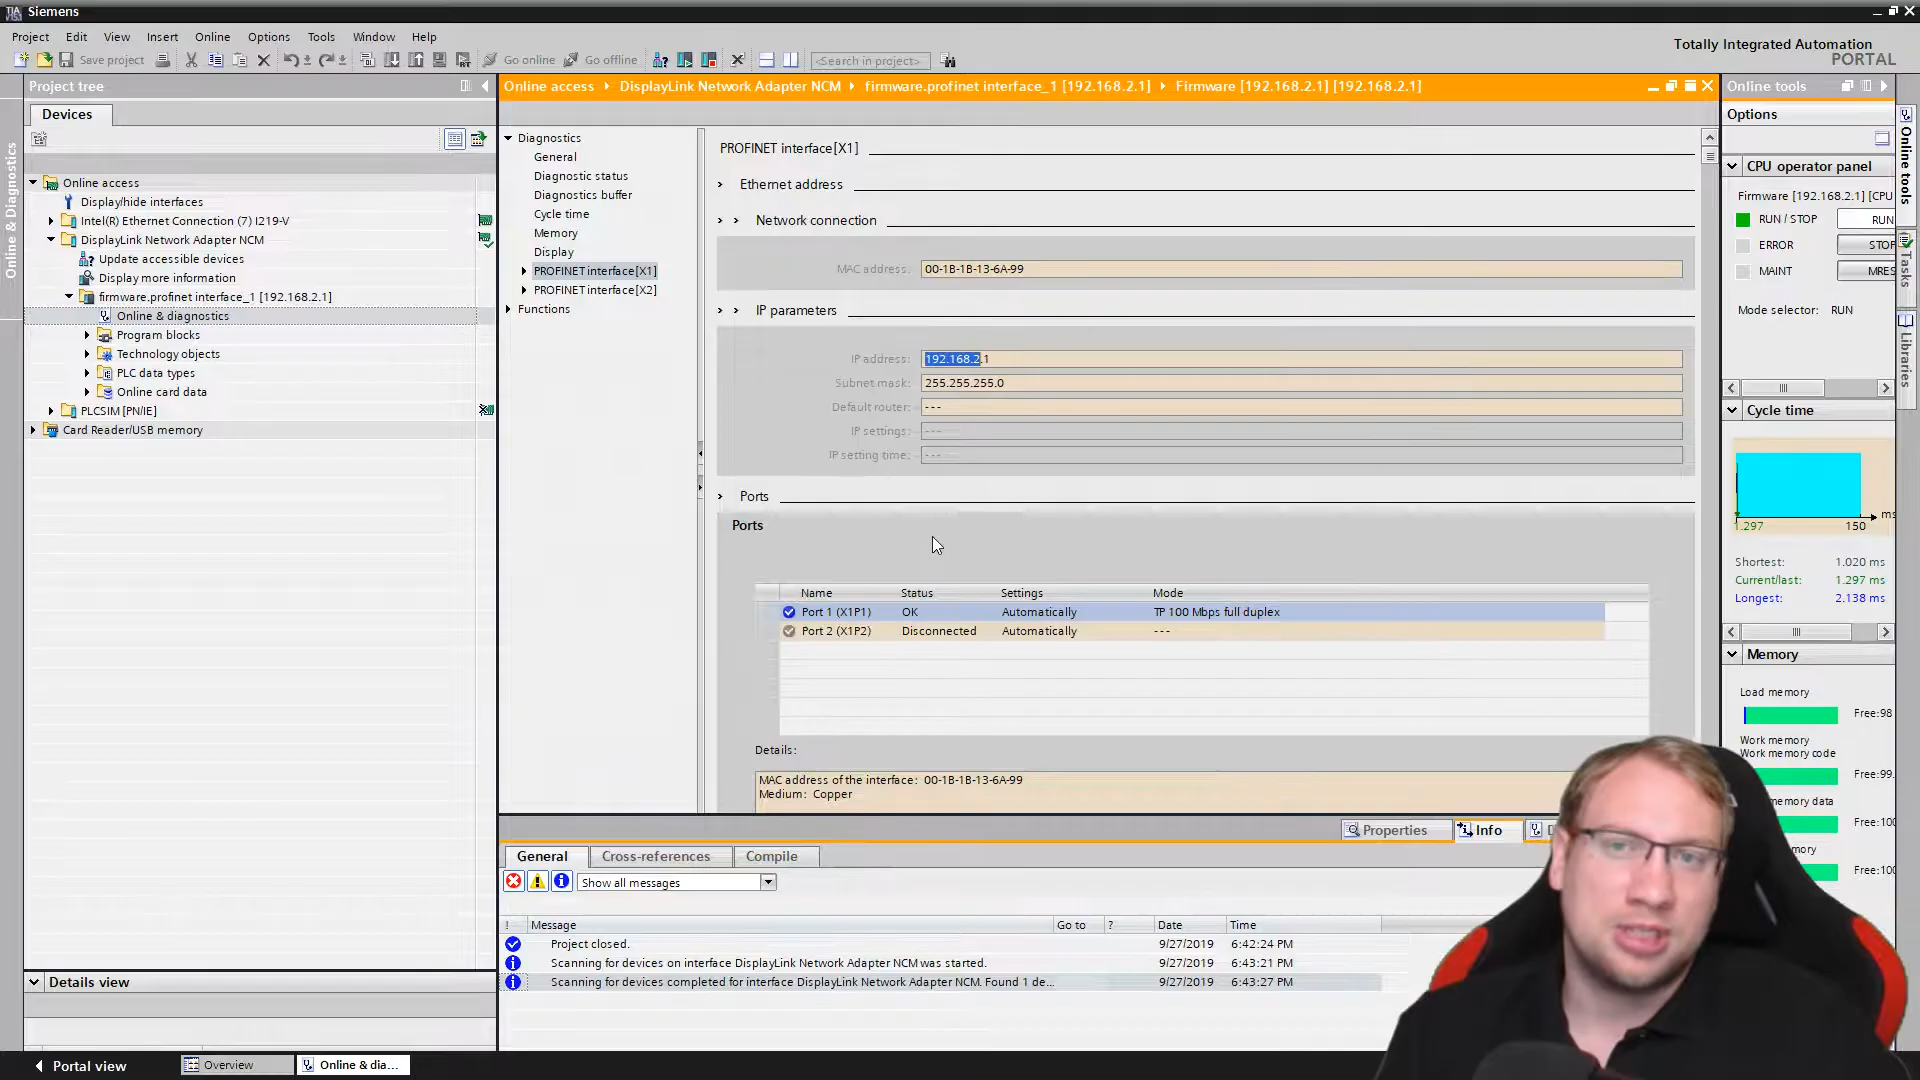 Siemens
Project Edit View Insert Online Options Tools Window Help
Totally Integrated Automation
PORTAL
Save project
Go online
Go offline
<Search in project>
Project tree
Online access
DisplayLink Network Adapter NCM
firmware.profinet interface_1 [192.168.2.1]
Firmware [192.168.2.1] [192.168.2.1]
Online tools
Devices
Options
Online & Diagnostics
Online access
Display/hide interfaces
Intel(R) Ethernet Connection (7) I219-V
DisplayLink Network Adapter NCM
Update accessible devices
Display more information
firmware.profinet interface_1 [192.168.2.1]
Online & diagnostics
Program blocks
Technology objects
PLC data types
Online card data
PLCSIM [PN/IE]
Card Reader/USB memory
Details view
Diagnostics
General
Diagnostic status
Diagnostics buffer
Cycle time
Memory
Display
PROFINET interface[X1]
PROFINET interface[X2]
Functions
PROFINET interface[X1]
Ethernet address
Network connection
MAC address: 00-1B-1B-13-6A-99
IP parameters
IP address: 192.168.2.1
Subnet mask: 255.255.255.0
Default router: ---
IP settings: ---
IP setting time: ---
Ports
Ports
Name Status Settings Mode
Port 1 (X1P1) OK Automatically TP 100 Mbps full duplex
Port 2 (X1P2) Disconnected Automatically ---
Details:
MAC address of the interface: 00-1B-1B-13-6A-99
Medium: Copper
Properties
Info
General
Cross-references
Compile
Show all messages
! Message Go to ? Date Time
Project closed. 9/27/2019 6:42:24 PM
Scanning for devices on interface DisplayLink Network Adapter NCM was started. 9/27/2019 6:43:21 PM
Scanning for devices completed for interface DisplayLink Network Adapter NCM. Found 1 de... 9/27/2019 6:43:27 PM
CPU operator panel
Firmware [192.168.2.1] [CPU
RUN / STOP RUN
ERROR STOP
MAINT MRES
Mode selector: RUN
Cycle time
ms
1.297 150
Shortest: 1.020 ms
Current/last: 1.297 ms
Longest: 2.138 ms
Memory
Load memory
Free:98
Work memory
Work memory code
Free:99.
memory data
Free:100
Free:100
Online tools
Tasks
Libraries
Portal view
Overview
Online & dia...